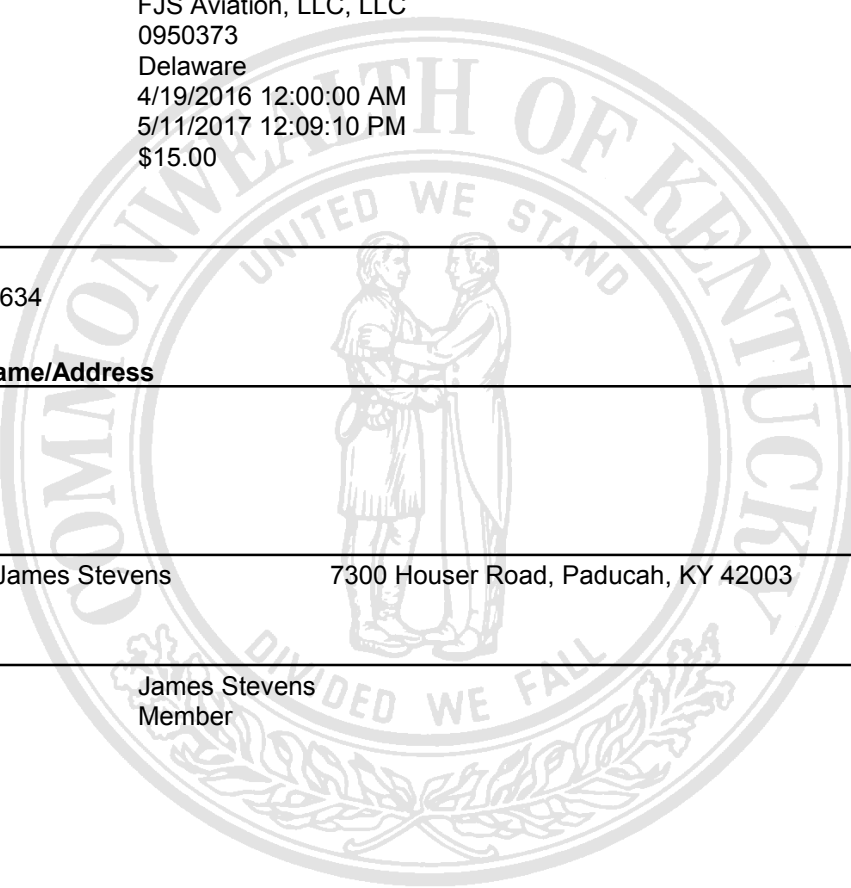 FJS Aviation, LLC, LLC
0950373
Delaware
4/19/2016 12:00:00 AM
5/11/2017 12:09:10 PM
$15.00
COMMONWEALTH OF KENTUCKY
UNITED WE STAND
634
ame/Address
James Stevens 7300 Houser Road, Paducah, KY 42003
DIVIDED WE FALL
James Stevens
Member